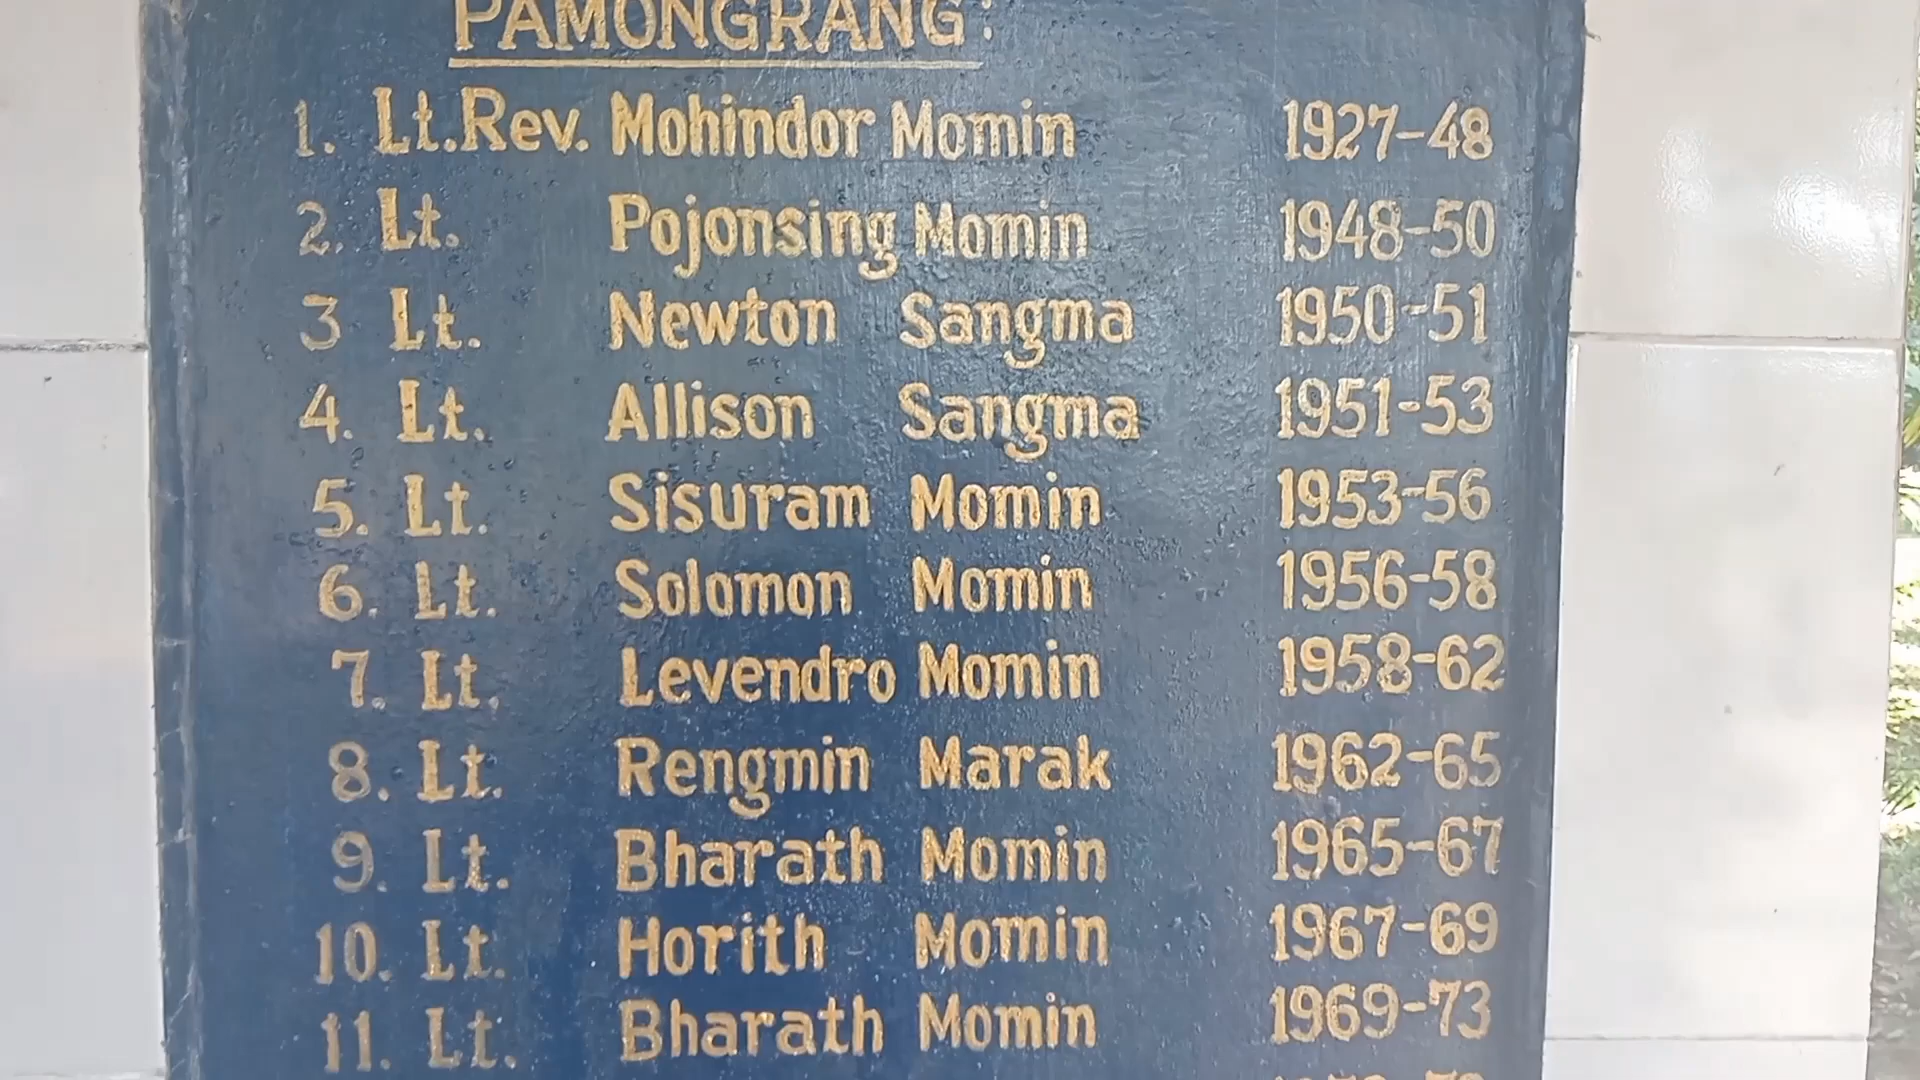 PAMONGRANG:
1. Lt.Rev. Mohindor Momin 1927-48
2. Lt. Pojonsing Momin 1948-50
3 Lt. Newton Sangma 1950-51
4. Lt. Allison Sangma 1951-53
5. Lt. Sisuram Momin 1953-56
6. Lt. Solomon Momin 1956-58
7. Lt. Levendro Momin 1958-62
8. Lt. Rengmin Marak 1962-65
9. Lt. Bharath Momin 1965-67
10. Lt. Horith Momin 1967-69
11. Lt. Bharath Momin 1969-73